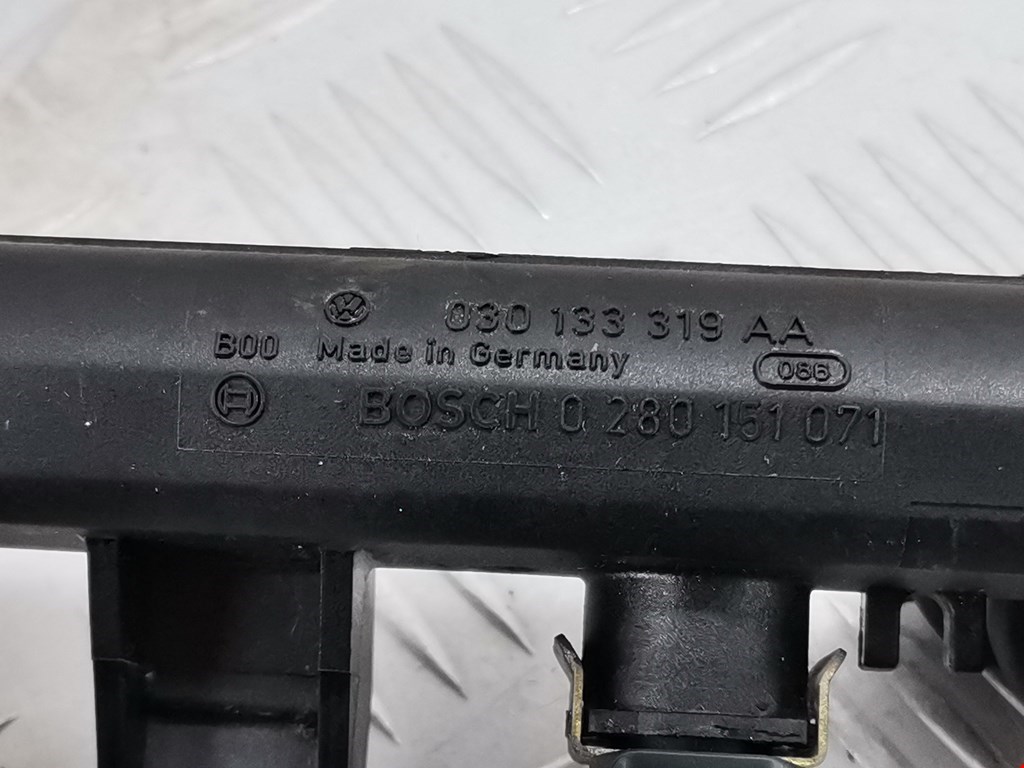 030 133 319 AA
B00 Made in Germany 086
BOSCH 0 280 151 071